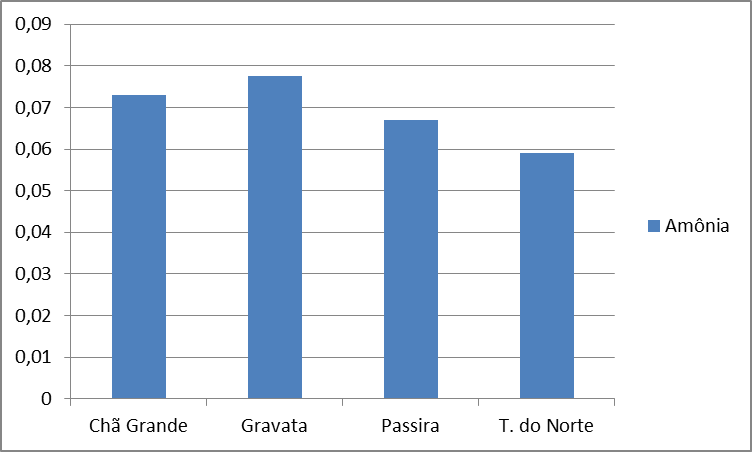 0,09
0,08
0,07
0,06
0,05
0,04
0,03
0,02
0,01
0
Chã Grande
Gravata
Passira
T. do Norte
Amônia